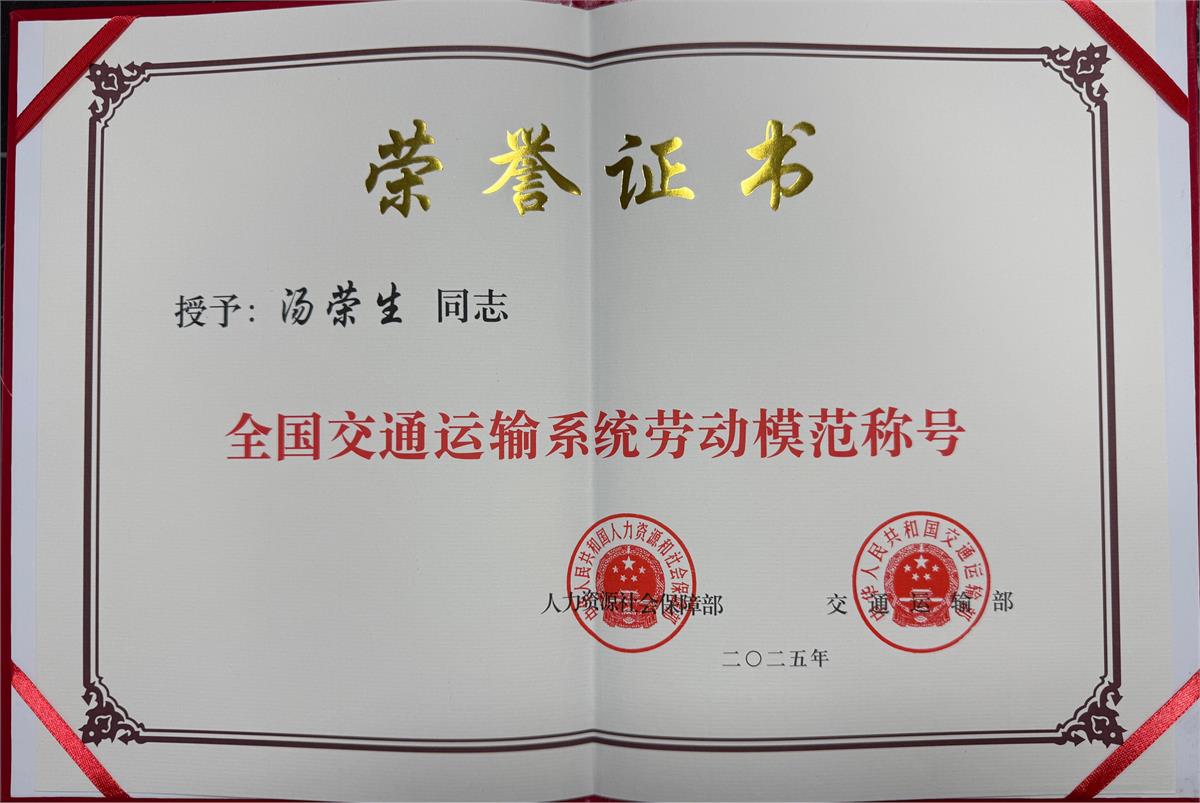 荣誉证书
授予：汤荣生 同志
全国交通运输系统劳动模范称号
中华人民共和国人力资源和社会保障部
中华人民共和国交通运输部
人力资源社会保障部 交通运输部
二〇二五年